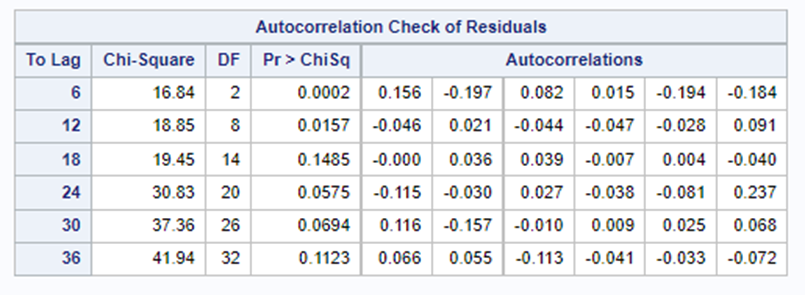 Autocorrelation Check of Residuals
To Lag Chi-Square DF Pr > ChiSq Autocorrelations
6 16.84 2 0.0002 0.156 -0.197 0.082 0.015 -0.194 -0.184
12 18.85 8 0.0157 -0.046 0.021 -0.044 -0.047 -0.028 0.091
18 19.45 14 0.1485 -0.000 0.036 0.039 -0.007 0.004 -0.040
24 30.83 20 0.0575 -0.115 -0.030 0.027 -0.038 -0.081 0.237
30 37.36 26 0.0694 0.116 -0.157 -0.010 0.009 0.025 0.068
36 41.94 32 0.1123 0.066 0.055 -0.113 -0.041 -0.033 -0.072